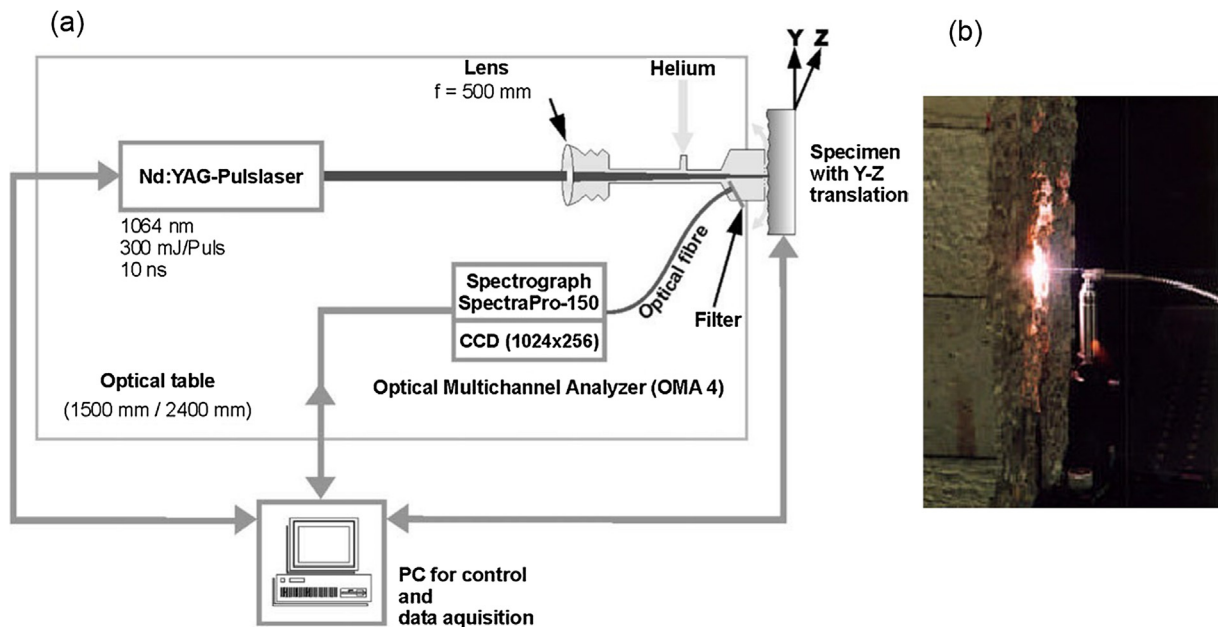 (a)
(b)
Y Z
Lens
f = 500 mm
Helium
Nd:YAG-Pulslaser
1064 nm
300 mJ/Puls
10 ns
Specimen
with Y-Z
translation
Optical fibre
Spectrograph
SpectraPro-150
CCD (1024x256)
Filter
Optical table
(1500 mm / 2400 mm)
Optical Multichannel Analyzer (OMA 4)
PC for control
and
data aquisition